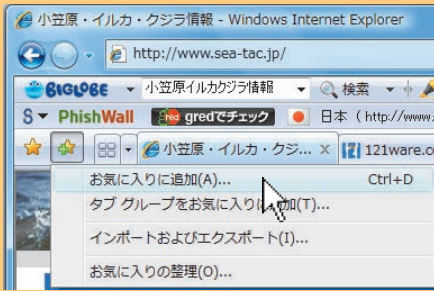 小笠原・イルカ・クジラ情報 - Windows Internet Explorer
http://www.sea-tac.jp/
BIGLOBE 小笠原イルカクジラ情報 検索
S PhishWall gred gredでチェック 日本 ( http://www.
小笠原・イルカ・クジ... × 121ware.c
お気に入りに追加(A)... Ctrl+D
タブ グループをお気に入りに追加(T)...
インポートおよびエクスポート(I)...
お気に入りの整理(O)...